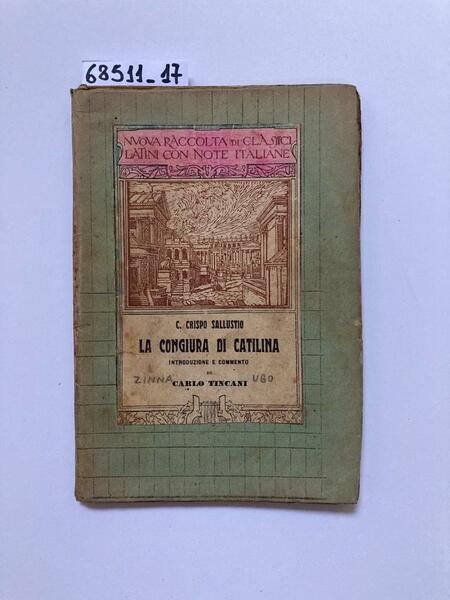 68511_17
NVOVA RACCOLTA DI CLASSICI
LATINI CON NOTE ITALIANE
C. CRISPO SALLUSTIO
LA CONGIURA DI CATILINA
INTRODUZIONE E COMMENTO
DI
ZINNA CARLO TINCANI UGO